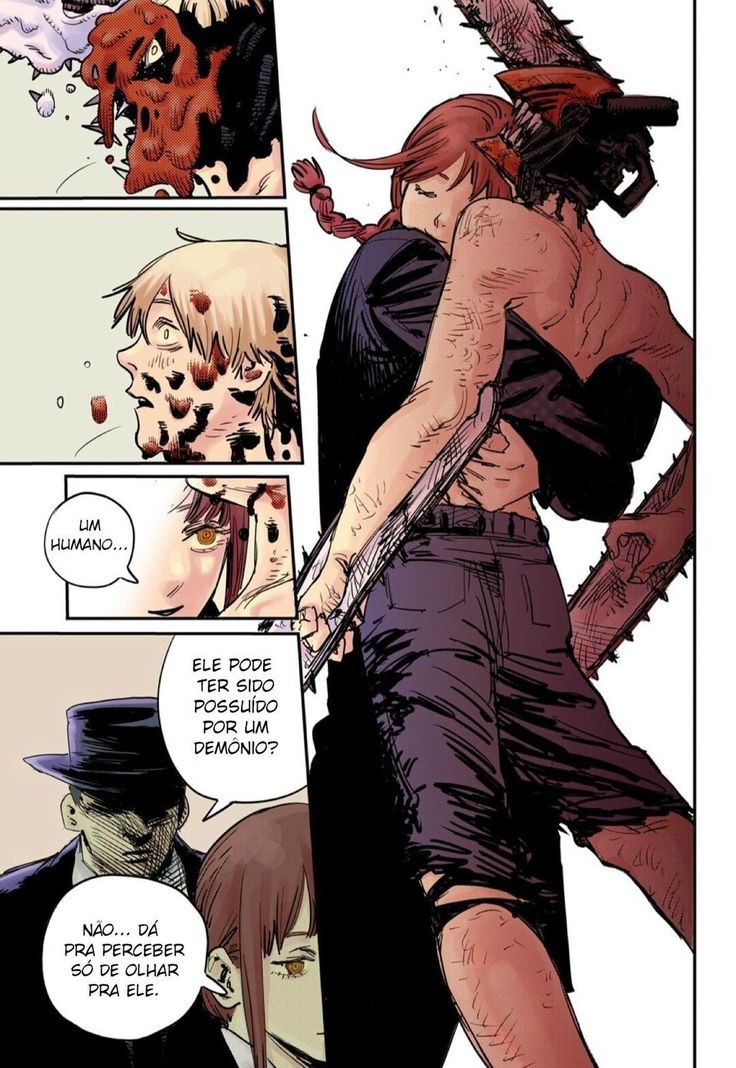 UM
HUMANO...
ELE PODE
TER SIDO
POSSUÍDO
POR UM
DEMÔNIO?
NÃO... DÁ
PRA PERCEBER
SÓ DE OLHAR
PRA ELE.